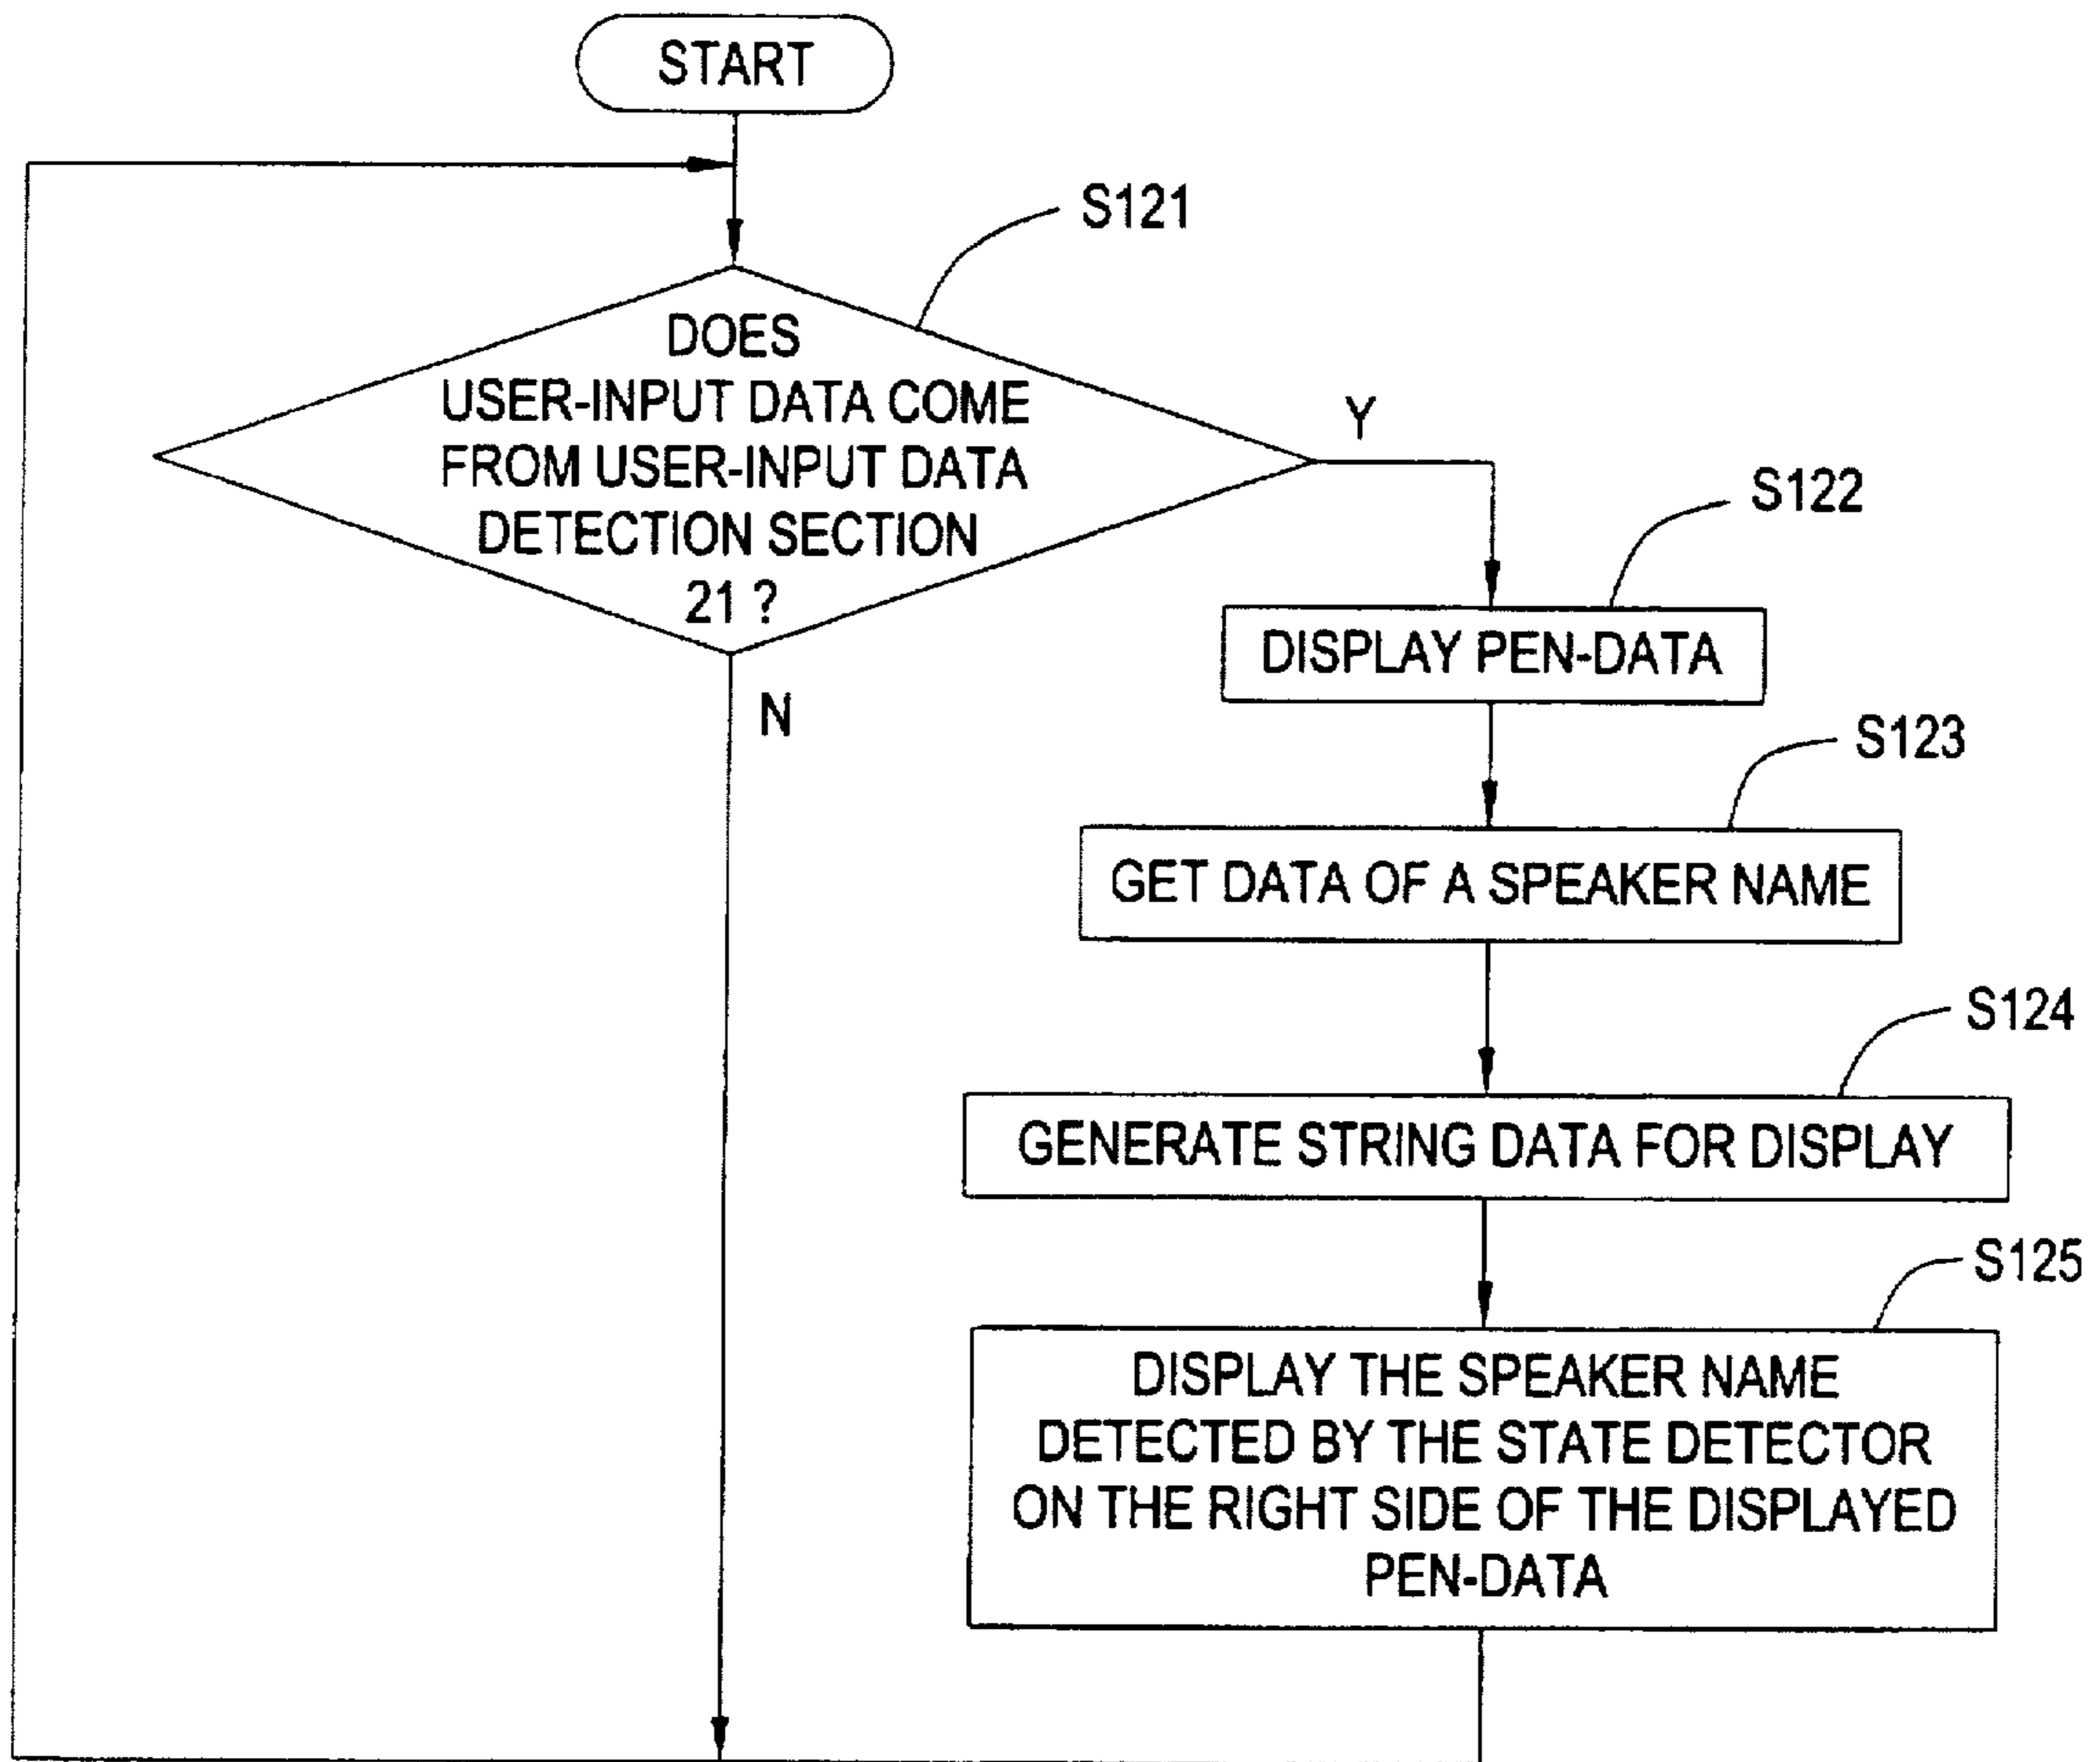 START
S121
DOES
USER-INPUT DATA COME
FROM USER-INPUT DATA
DETECTION SECTION
21 ?
Y
N
S122
DISPLAY PEN-DATA
S123
GET DATA OF A SPEAKER NAME
S124
GENERATE STRING DATA FOR DISPLAY
S125
DISPLAY THE SPEAKER NAME
DETECTED BY THE STATE DETECTOR
ON THE RIGHT SIDE OF THE DISPLAYED
PEN-DATA